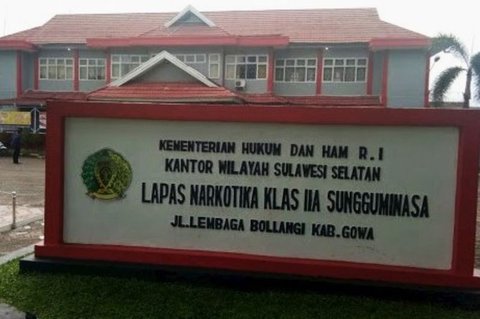 KEMENTERIAN HUKUM DAN HAM R.I
KANTOR WILAYAH SULAWESI SELATAN
LAPAS NARKOTIKA KLAS IIA SUNGGUMINASA
JL.LEMBAGA BOLLANGI KAB.GOWA